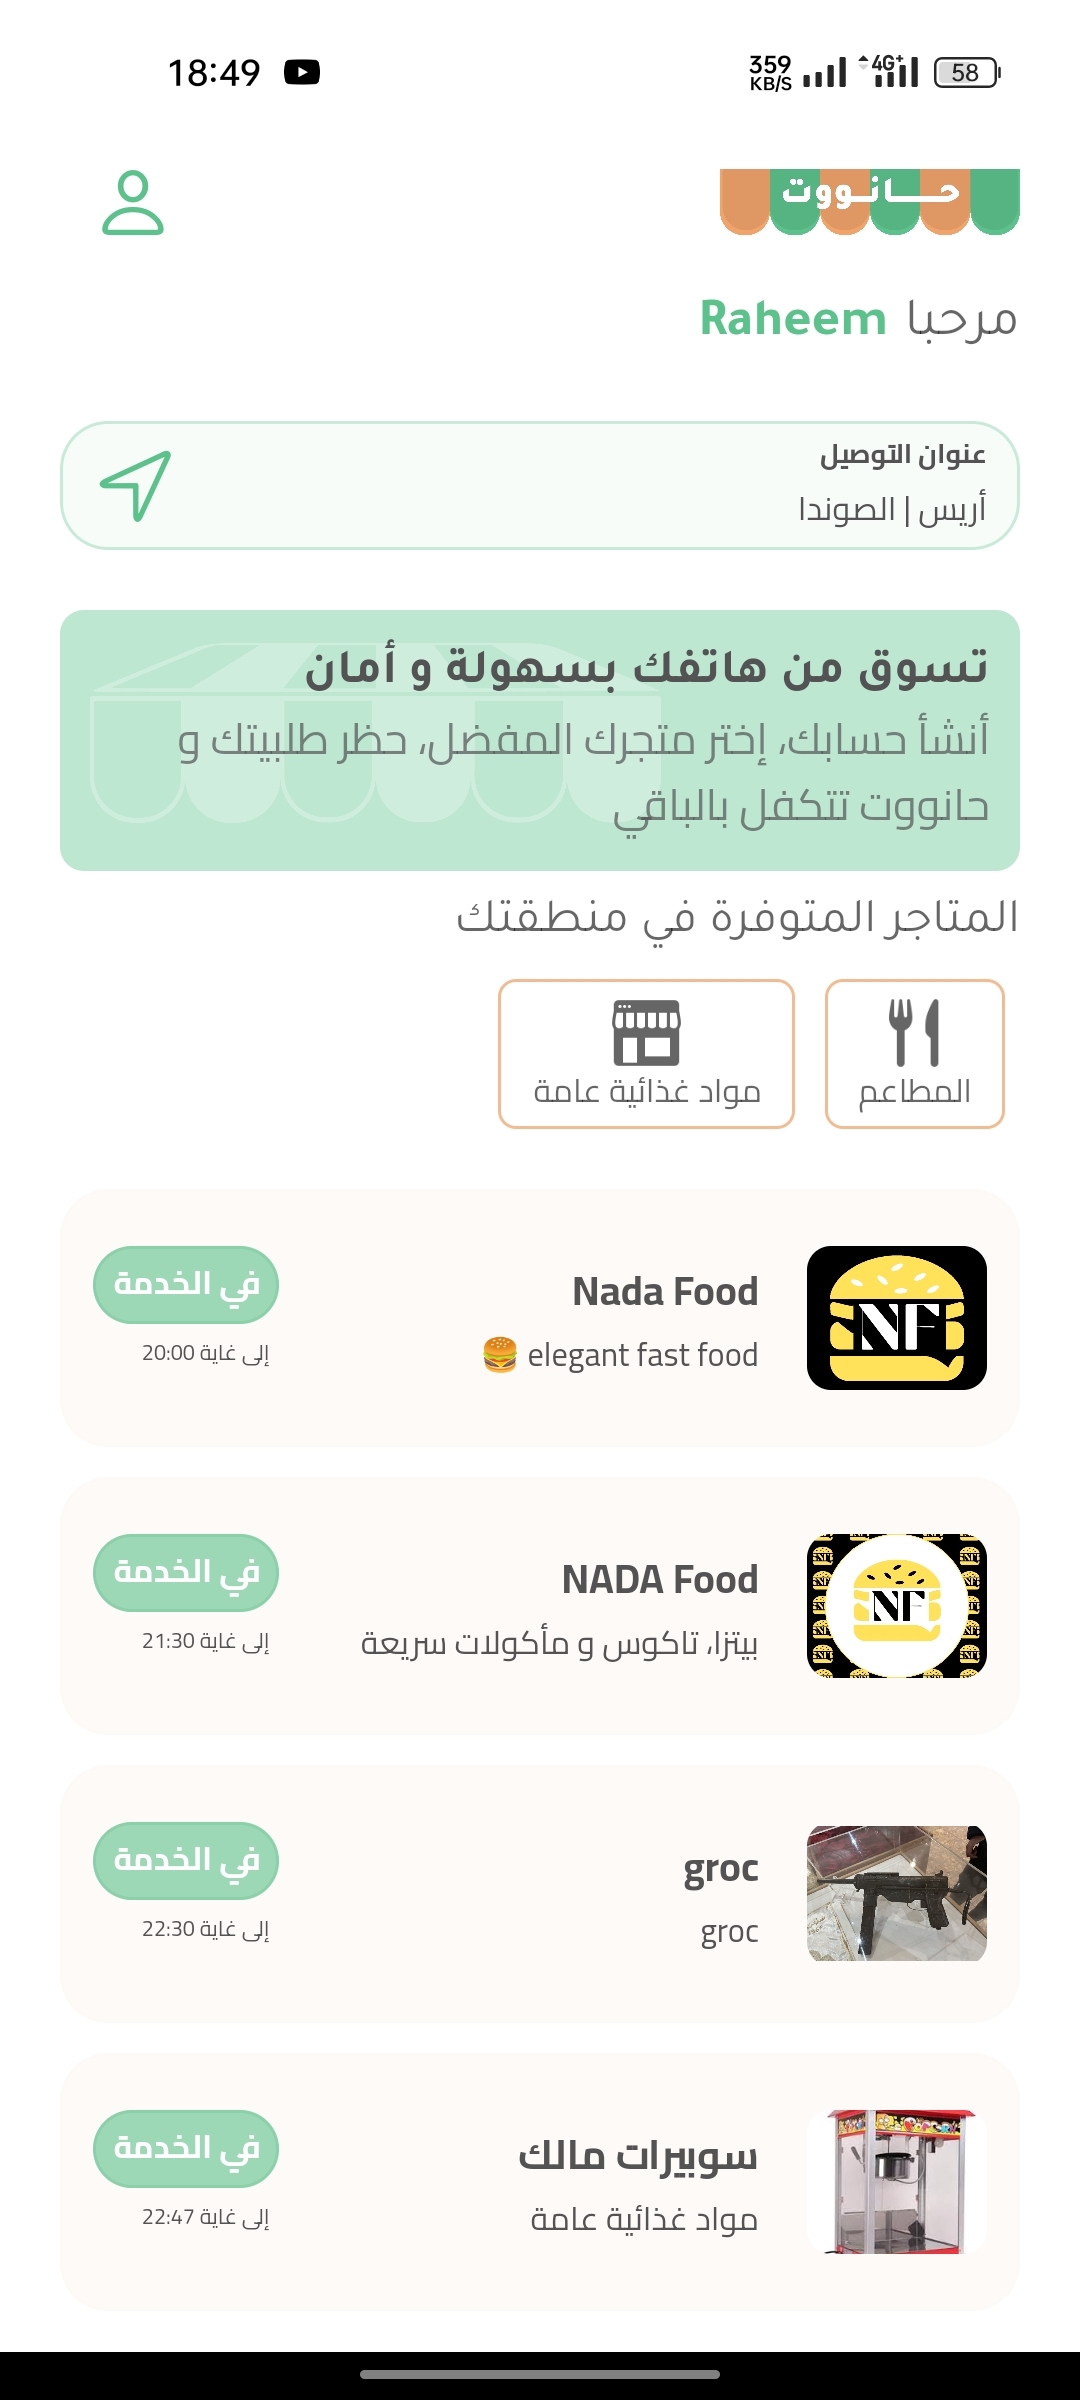 18:49
359 KB/S 4G+ 58
حـــانــووت
مرحبا Raheem
عنوان التوصيل
أريس | الصوندا
تسوق من هاتفك بسهولة و أمان
أنشأ حسابك، إختر متجرك المفضل، حظر طلبيتك و
حانووت تتكفل بالباقي
المتاجر المتوفرة في منطقتك
المطاعم
مواد غذائية عامة
NF
Nada Food
elegant fast food 🍔
في الخدمة
إلى غاية 20:00
NF
NADA Food
بيتزا، تاكوس و مأكولات سريعة
في الخدمة
إلى غاية 21:30
groc
groc
في الخدمة
إلى غاية 22:30
سوبيرات مالك
مواد غذائية عامة
في الخدمة
إلى غاية 22:47